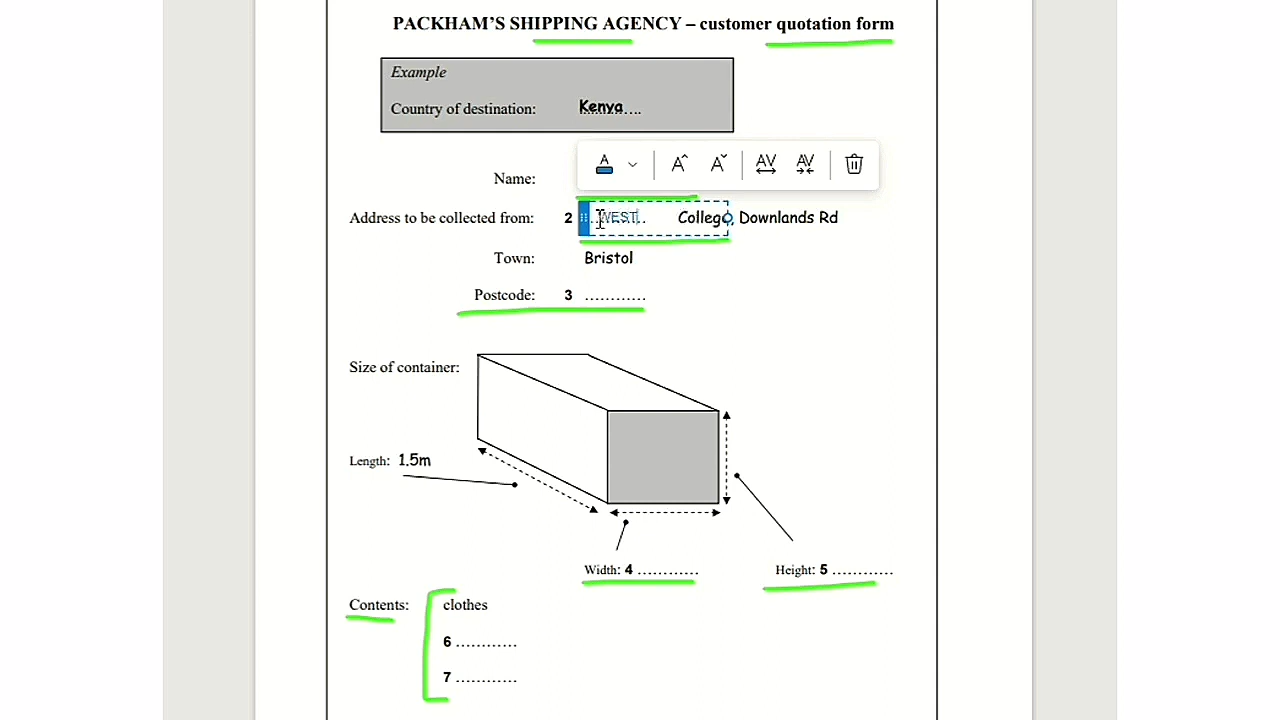 PACKHAM'S SHIPPING AGENCY – customer quotation form
Example
Country of destination: Kenya....
Name:
Address to be collected from: 2 WEST.. College, Downlands Rd
Town: Bristol
Postcode: 3 ............
Size of container:
Length: 1.5m
Width: 4 ............
Height: 5 ............
Contents: clothes
6 ............
7 ............